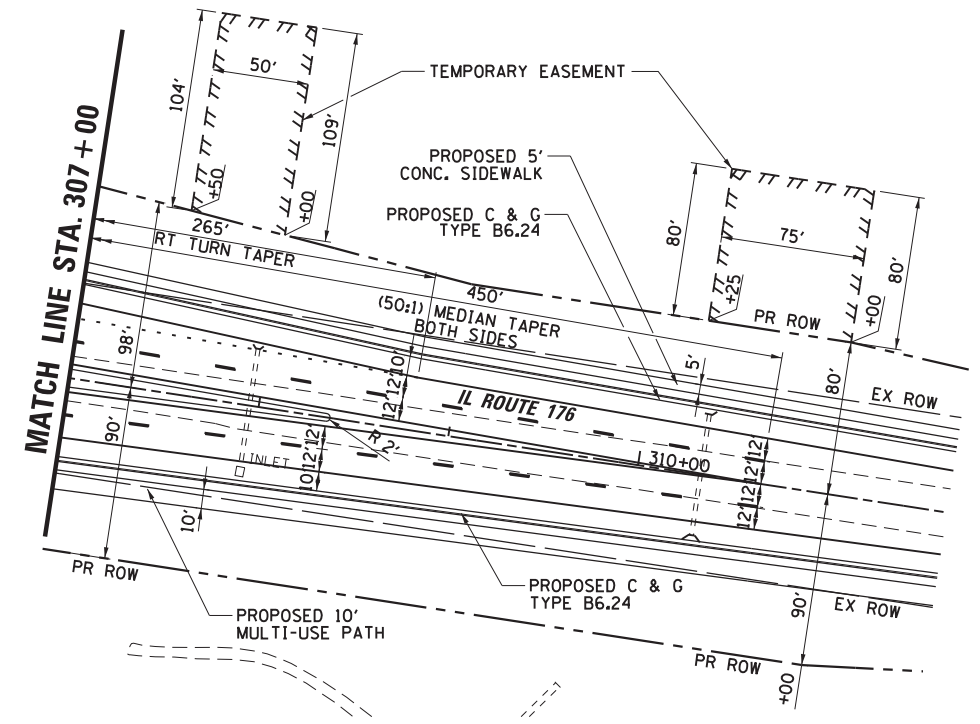 104'
50'
109'
TEMPORARY EASEMENT
+50
+00
PROPOSED 5'
CONC. SIDEWALK
PROPOSED C & G
TYPE B6.24
80'
75'
80'
+25
+00
MATCH LINE STA. 307+00
265'
RT TURN TAPER
450'
(50:1) MEDIAN TAPER
BOTH SIDES
PR ROW
98'
90'
10'
12'
12'
5'
80'
EX ROW
IL ROUTE 176
R 2'
310+00
12'
12'
10'
INLET
12'
12'
12'
12'
10'
PR ROW
PROPOSED 10'
MULTI-USE PATH
PROPOSED C & G
TYPE B6.24
90'
EX ROW
PR ROW
+00